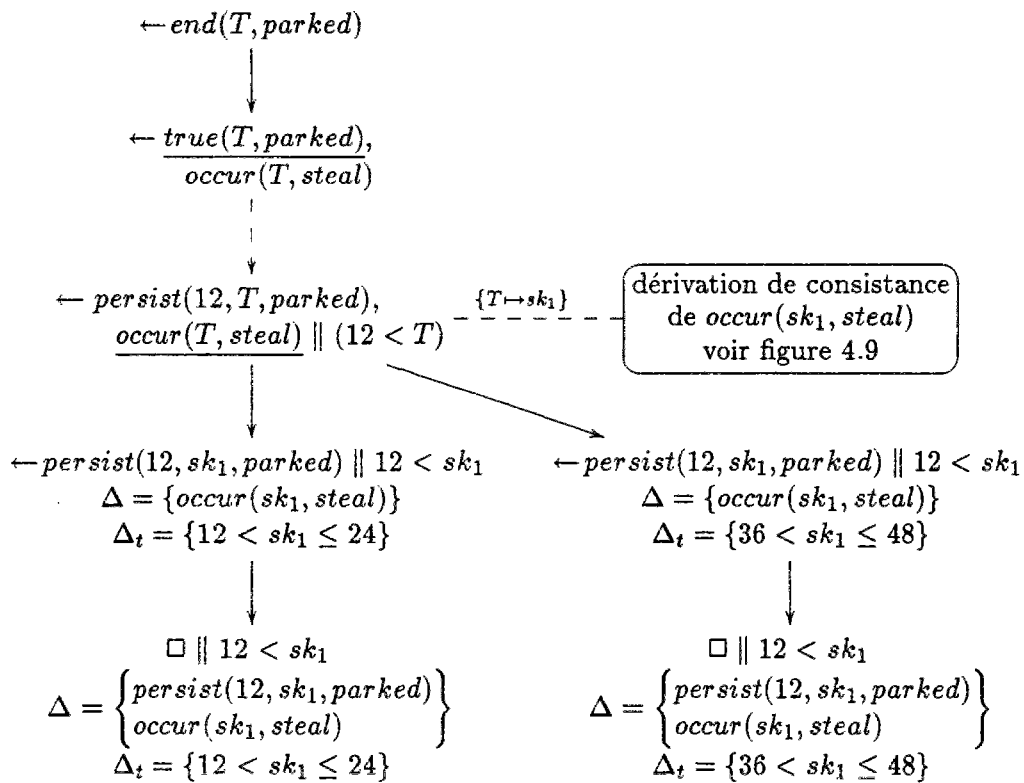 ← end(T, parked)
← true(T, parked),
occur(T, steal)
← persist(12, T, parked),
occur(T, steal) ∥ (12 < T)
{T↦sk₁}
dérivation de consistance
de occur(sk₁, steal)
voir figure 4.9
← persist(12, sk₁, parked) ∥ 12 < sk₁
Δ = {occur(sk₁, steal)}
Δₜ = {12 < sk₁ ≤ 24}
← persist(12, sk₁, parked) ∥ 12 < sk₁
Δ = {occur(sk₁, steal)}
Δₜ = {36 < sk₁ ≤ 48}
□ ∥ 12 < sk₁
Δ = { persist(12, sk₁, parked)
occur(sk₁, steal) }
Δₜ = {12 < sk₁ ≤ 24}
□ ∥ 12 < sk₁
Δ = { persist(12, sk₁, parked)
occur(sk₁, steal) }
Δₜ = {36 < sk₁ ≤ 48}